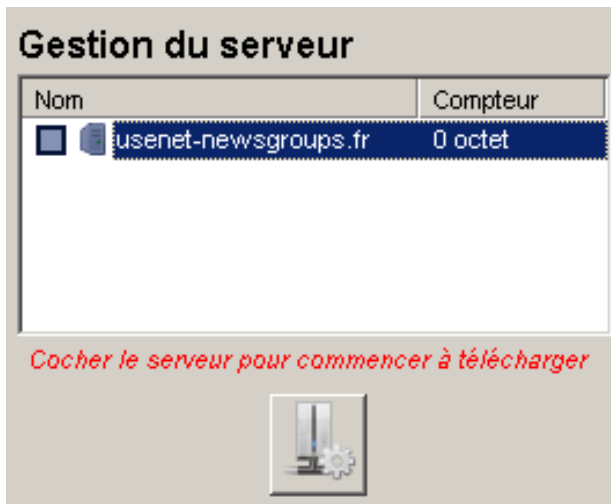 Gestion du serveur
Nom Compteur
usenet-newsgroups.fr 0 octet
Cocher le serveur pour commencer à télécharger